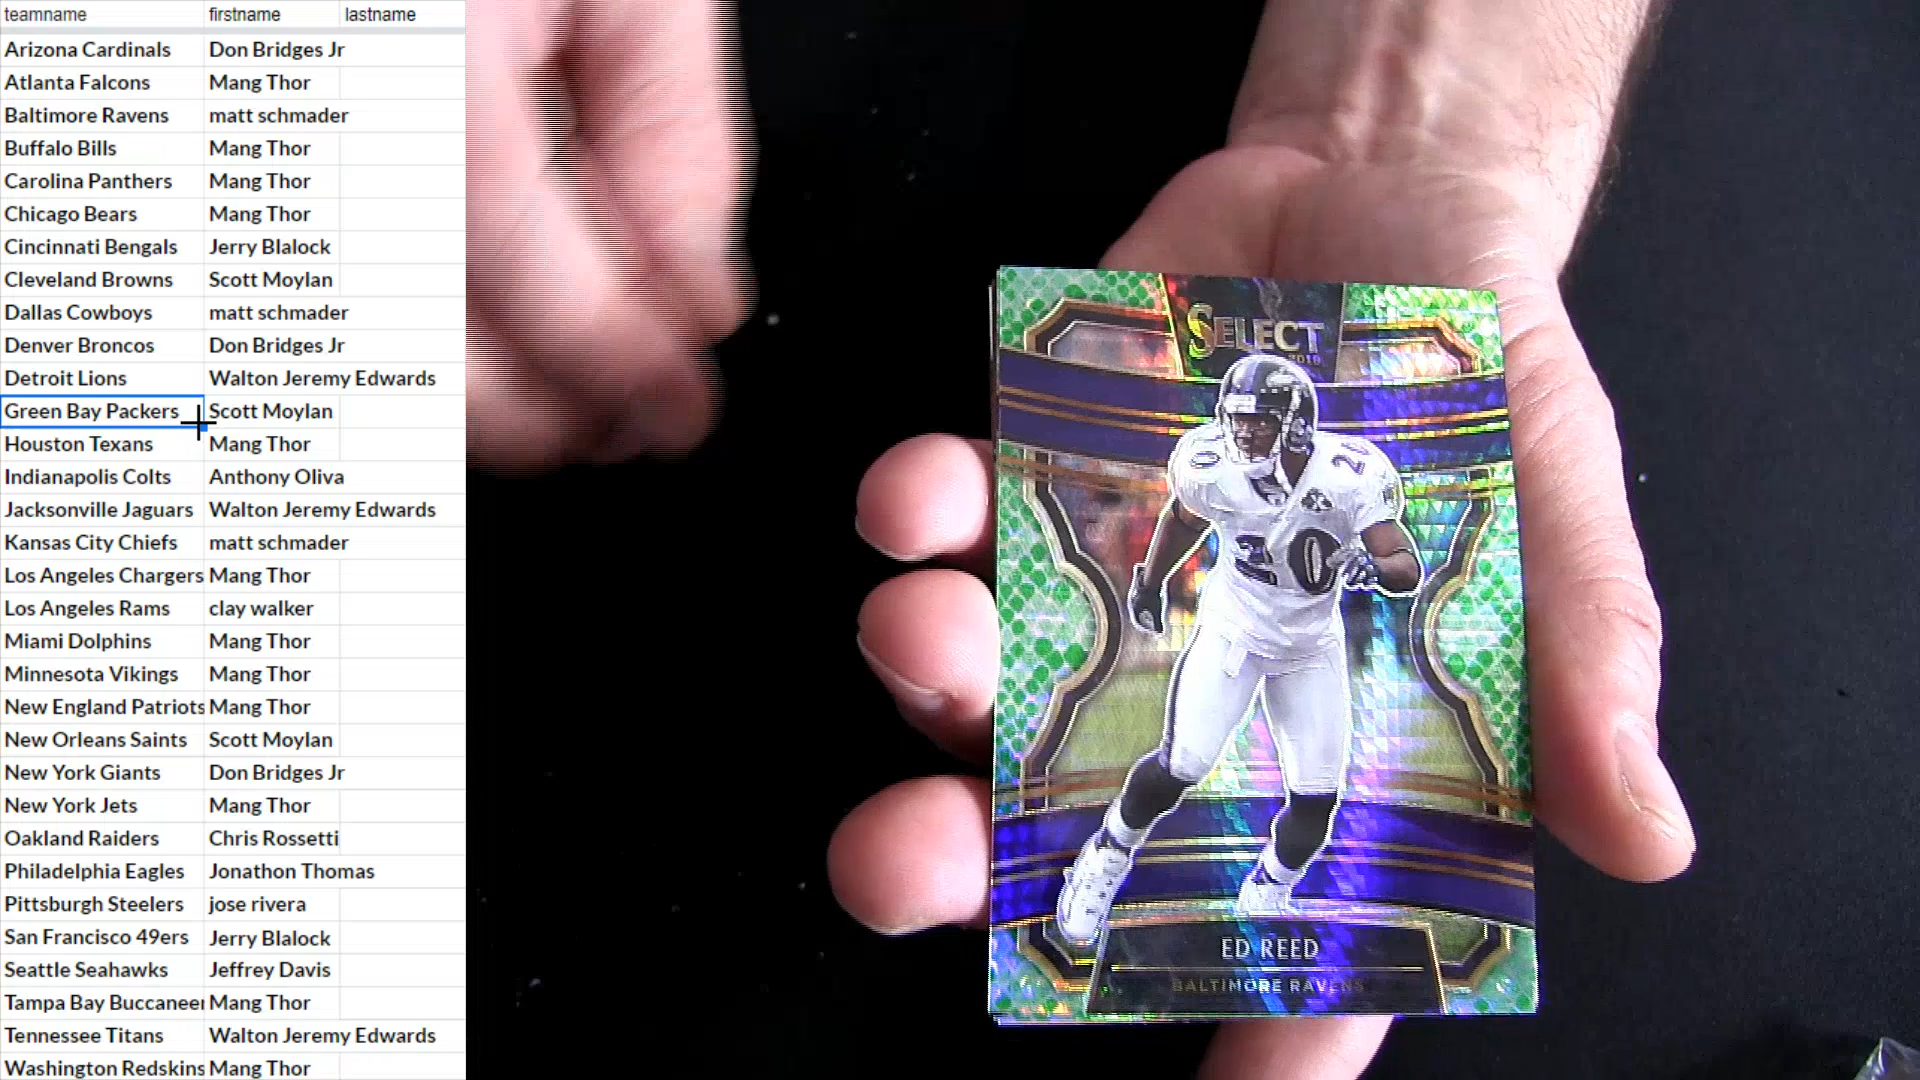 teamname firstname lastname
Arizona Cardinals Don Bridges Jr
Atlanta Falcons Mang Thor
Baltimore Ravens matt schmader
Buffalo Bills Mang Thor
Carolina Panthers Mang Thor
Chicago Bears Mang Thor
Cincinnati Bengals Jerry Blalock
Cleveland Browns Scott Moylan
Dallas Cowboys matt schmader
Denver Broncos Don Bridges Jr
Detroit Lions Walton Jeremy Edwards
Green Bay Packers Scott Moylan
Houston Texans Mang Thor
Indianapolis Colts Anthony Oliva
Jacksonville Jaguars Walton Jeremy Edwards
Kansas City Chiefs matt schmader
Los Angeles Chargers Mang Thor
Los Angeles Rams clay walker
Miami Dolphins Mang Thor
Minnesota Vikings Mang Thor
New England Patriots Mang Thor
New Orleans Saints Scott Moylan
New York Giants Don Bridges Jr
New York Jets Mang Thor
Oakland Raiders Chris Rossetti
Philadelphia Eagles Jonathon Thomas
Pittsburgh Steelers jose rivera
San Francisco 49ers Jerry Blalock
Seattle Seahawks Jeffrey Davis
Tampa Bay Buccaneer Mang Thor
Tennessee Titans Walton Jeremy Edwards
Washington Redskins Mang Thor
SELECT
20
20
ED REED
BALTIMORE RAVENS